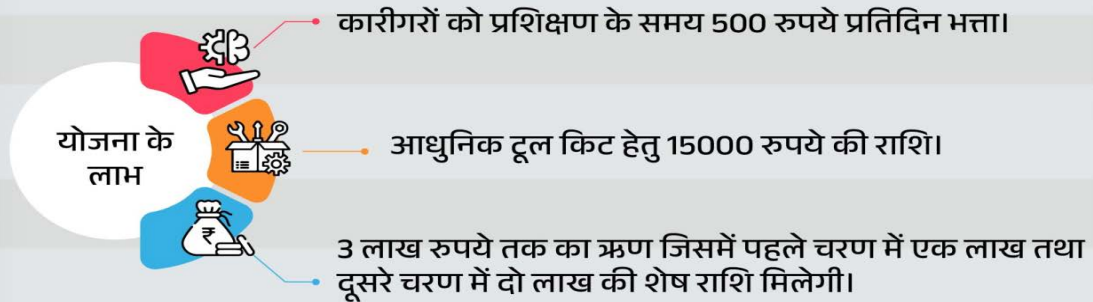 कारीगरों को प्रशिक्षण के समय 500 रुपये प्रतिदिन भत्ता।
योजना के
लाभ
आधुनिक टूल किट हेतु 15000 रुपये की राशि।
3 लाख रुपये तक का ऋण जिसमें पहले चरण में एक लाख तथा
दूसरे चरण में दो लाख की शेष राशि मिलेगी।